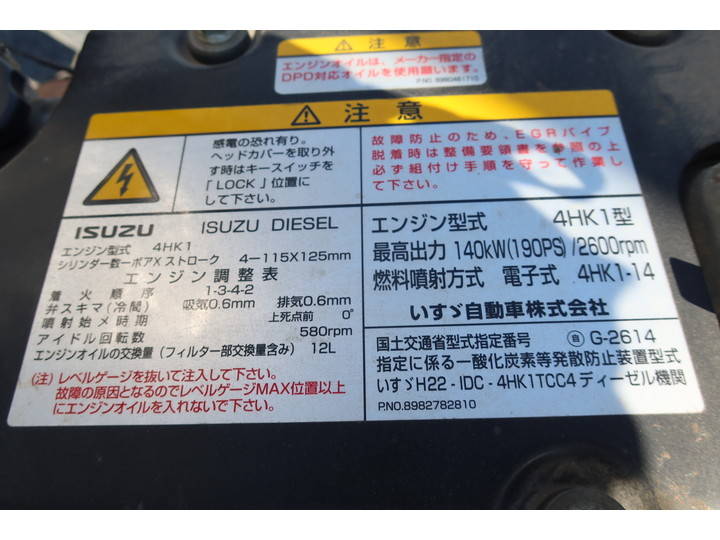 注意
エンジンオイルは、メーカー指定の
DPD対応オイルを使用願います。
P.NO. 8980481710
注意
感電の恐れ有り。
ヘッドカバーを取り外
す時はキースイッチを
「LOCK」位置に
して下さい。
故障防止のため、EGRパイプ
脱着時は整備要領書を参照の上
必ず組付け手順を守って作業し
て下さい。
ISUZU ISUZU DIESEL
エンジン型式 4HK1
シリンダー数ーボアXストローク 4ー115X125mm
エンジン調整表
着火順序 1-3-4-2
弁スキマ(冷間) 吸気0.6mm 排気0.6mm
噴射始メ時期 上死点前 0°
アイドル回転数 580rpm
エンジンオイルの交換量(フィルター部交換量含み) 12L
(注)レベルゲージを抜いて注入して下さい。
故障の原因となるのでレベルゲージMAX位置以上
にエンジンオイルを入れないで下さい。
エンジン型式 4HK1型
最高出力 140kW(190PS)/2600rpm
燃料噴射方式 電子式 4HK1-14
いすゞ自動車株式会社
国土交通省型式指定番号 自 G-2614
指定に係る一酸化炭素等発散防止装置型式
いすゞH22-IDC-4HK1TCC4ディーゼル機関
P.NO.8982782810